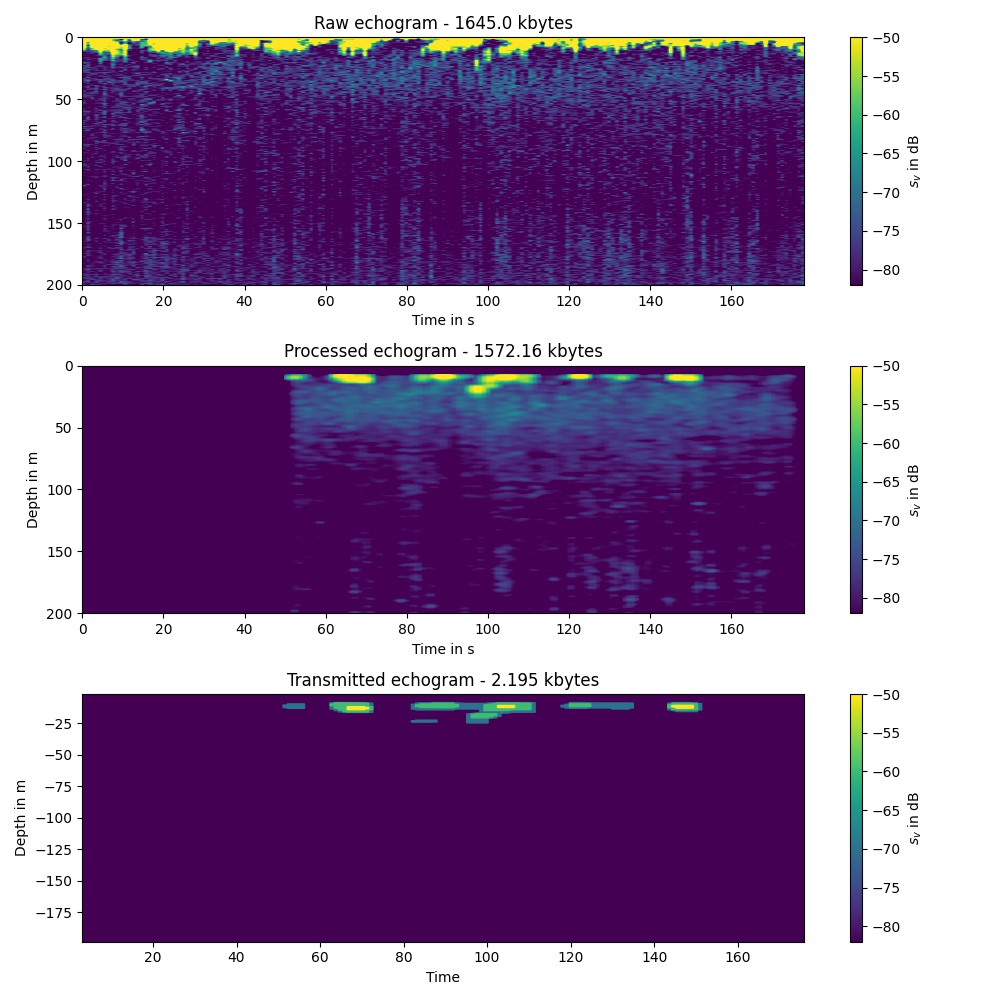 Raw echogram - 1645.0 kbytes
0
50
100
150
200
Depth in m
0 20 40 60 80 100 120 140 160
Time in s
−50
−55
−60
−65
−70
−75
−80
sv in dB
Processed echogram - 1572.16 kbytes
0
50
100
150
200
Depth in m
0 20 40 60 80 100 120 140 160
Time in s
−50
−55
−60
−65
−70
−75
−80
sv in dB
Transmitted echogram - 2.195 kbytes
−25
−50
−75
−100
−125
−150
−175
Depth in m
20 40 60 80 100 120 140 160
Time
−50
−55
−60
−65
−70
−75
−80
sv in dB